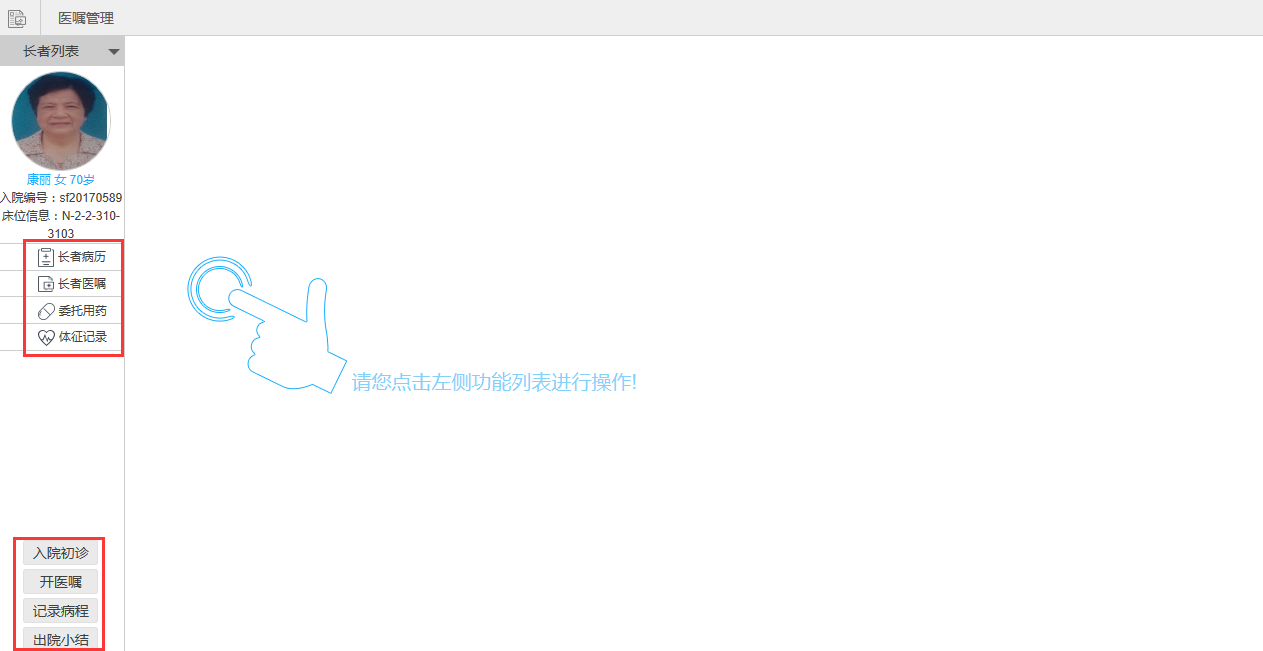 医嘱管理
长者列表
康丽 女 70岁
入院编号：sf20170589
床位信息：N-2-2-310-
3103
长者病历
长者医嘱
委托用药
体征记录
请您点击左侧功能列表进行操作!
入院初诊
开医嘱
记录病程
出院小结